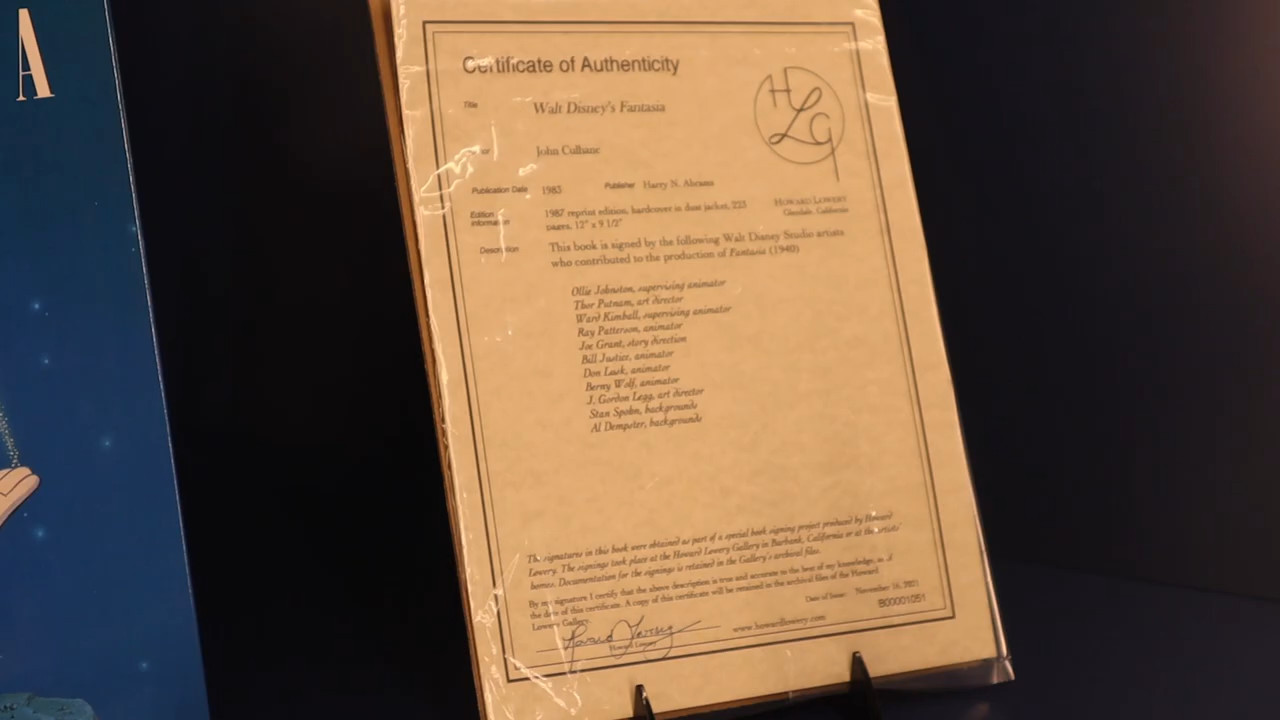 A
Certificate of Authenticity
HLG
Title Walt Disney's Fantasia
John Culhane
Publication Date 1983 Publisher Harry N. Abrams
HOWARD LOWERY
Glendale, California
Edition Information 1987 reprint edition, hardcover in dust jacket, 223
pages, 12" x 9 1/2"
Description This book is signed by the following Walt Disney Studio artists
who contributed to the production of Fantasia (1940)
Ollie Johnston, supervising animator
Thor Putnam, art director
Ward Kimball, supervising animator
Ray Patterson, animator
Joe Grant, story direction
Bill Justice, animator
Don Lusk, animator
Berny Wolf, animator
J. Gordon Legg, art director
Stan Spohn, backgrounds
Al Dempster, backgrounds
The signatures in this book were obtained as part of a special book signing project produced by Howard
Lowery. The signings took place at the Howard Lowery Gallery in Burbank, California or at the artists'
homes. Documentation for the signings is retained in the Gallery's archival files.
By my signature I certify that the above description is true and accurate to the best of my knowledge, as of
the date of this certificate. A copy of this certificate will be retained in the archival files of the Howard
Lowery Gallery.
Date of Issue: November 16, 2021
B00001051
Howard Lowery
Howard Lowery
www.howardlowery.com